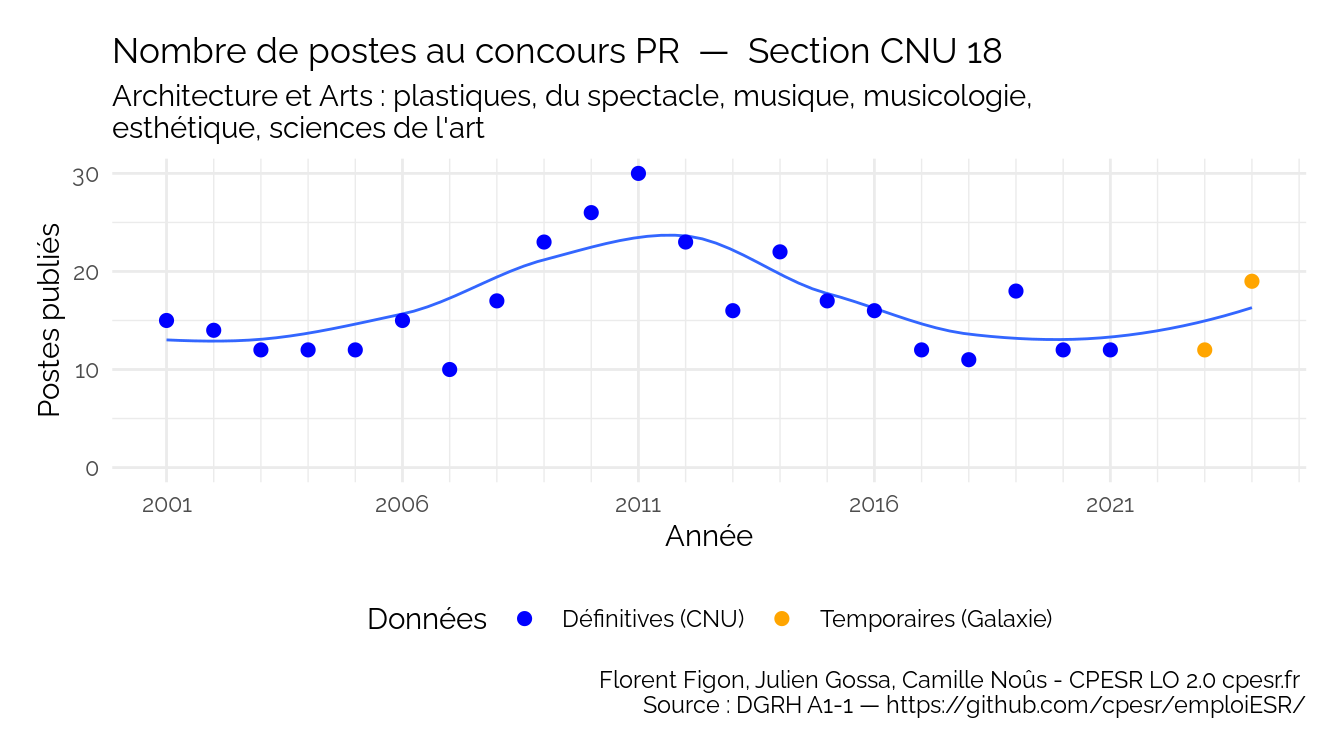 Nombre de postes au concours PR — Section CNU 18
Architecture et Arts : plastiques, du spectacle, musique, musicologie,
esthétique, sciences de l'art
Postes publiés
30
20
10
0
2001 2006 2011 2016 2021
Année
Données Définitives (CNU) Temporaires (Galaxie)
Florent Figon, Julien Gossa, Camille Noûs - CPESR LO 2.0 cpesr.fr
Source : DGRH A1-1 — https://github.com/cpesr/emploiESR/